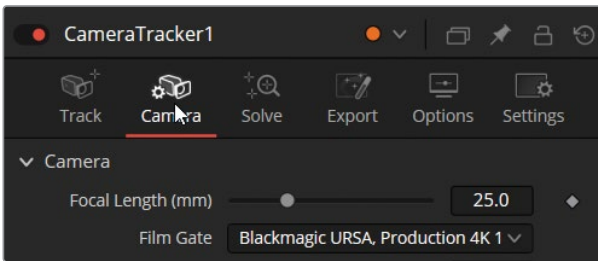 CameraTracker1
Track Camera Solve Export Options Settings
Camera
Focal Length (mm) 25.0
Film Gate Blackmagic URSA, Production 4K 1